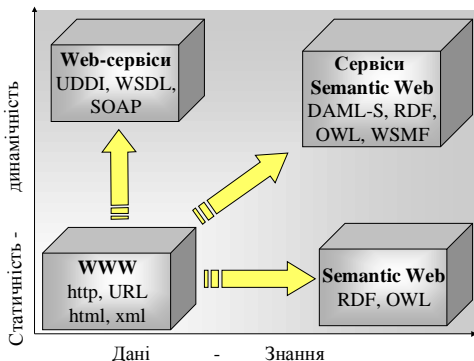 Web-сервіси
UDDI, WSDL,
SOAP
Сервіси
Semantic Web
DAML-S, RDF,
OWL, WSMF
WWW
http, URL
html, xml
Semantic Web
RDF, OWL
Статичність - динамічність
Дані - Знання